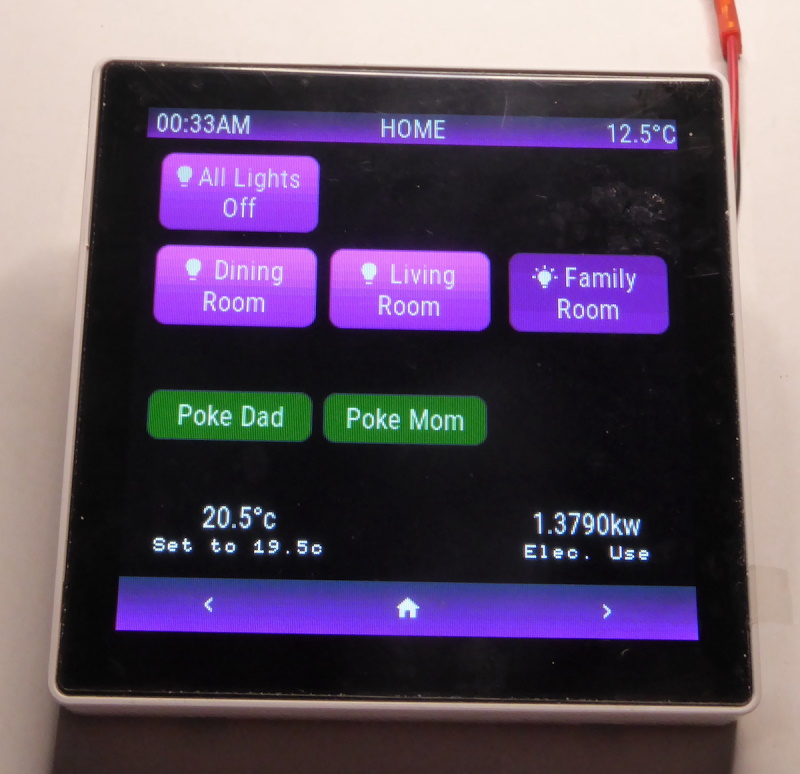 00:33AM HOME 12.5°C
All Lights
Off
Dining
Room
Living
Room
Family
Room
Poke Dad
Poke Mom
20.5°c
Set to 19.5c
1.3790kw
Elec. Use